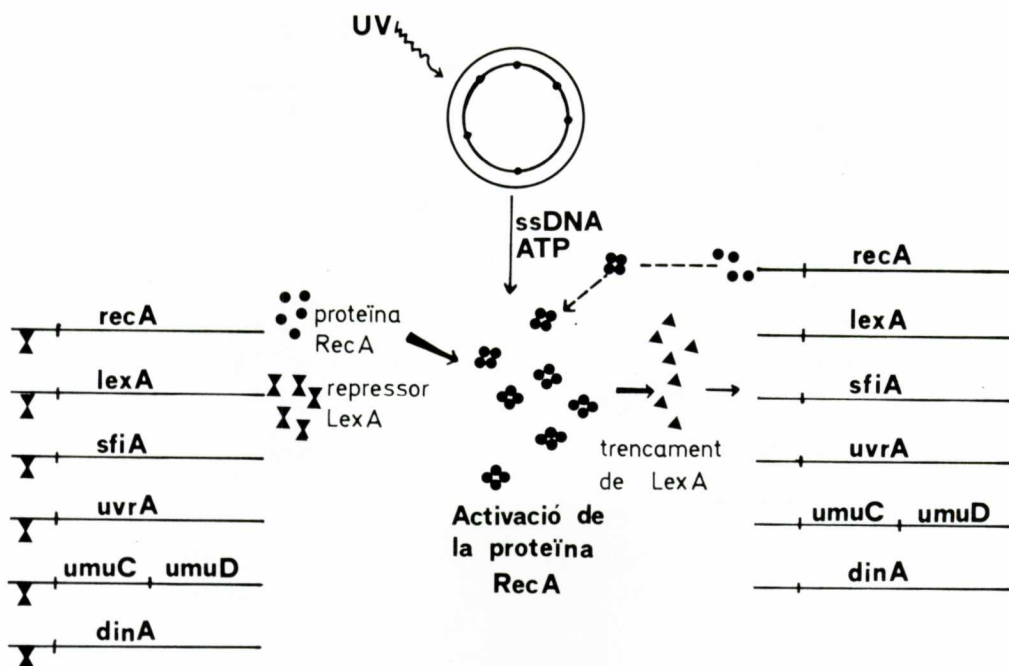 UV
ssDNA
ATP
recA
proteïna
RecA
lexA
repressor
LexA
sfiA
uvrA
umuC umuD
dinA
Activació de
la proteïna
RecA
trencament
de LexA
recA
lexA
sfiA
uvrA
umuC umuD
dinA